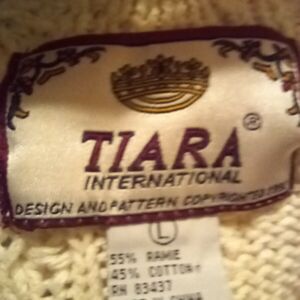 TIARA®
INTERNATIONAL
DESIGN AND PATTERN COPYRIGHTED
L
55% RAMIE
45% COTTON
RN 83437